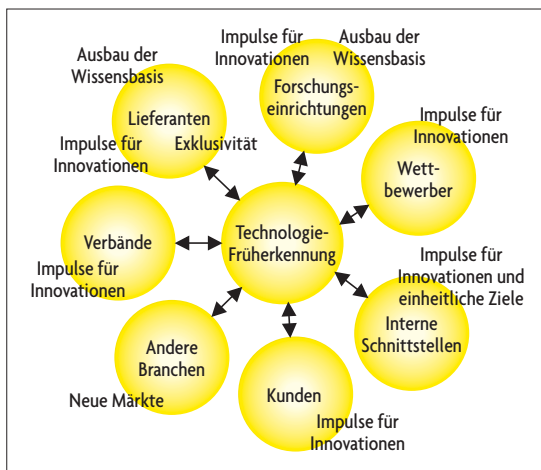 Impulse für
Innovationen
Ausbau der
Wissensbasis
Forschungs-
einrichtungen
Ausbau der
Wissensbasis
Lieferanten
Exklusivität
Impulse für
Innovationen
Impulse für
Innovationen
Wett-
bewerber
Technologie-
Früherkennung
Verbände
Impulse für
Innovationen
Impulse für
Innovationen und
einheitliche Ziele
Interne
Schnittstellen
Andere
Branchen
Neue Märkte
Kunden
Impulse für
Innovationen